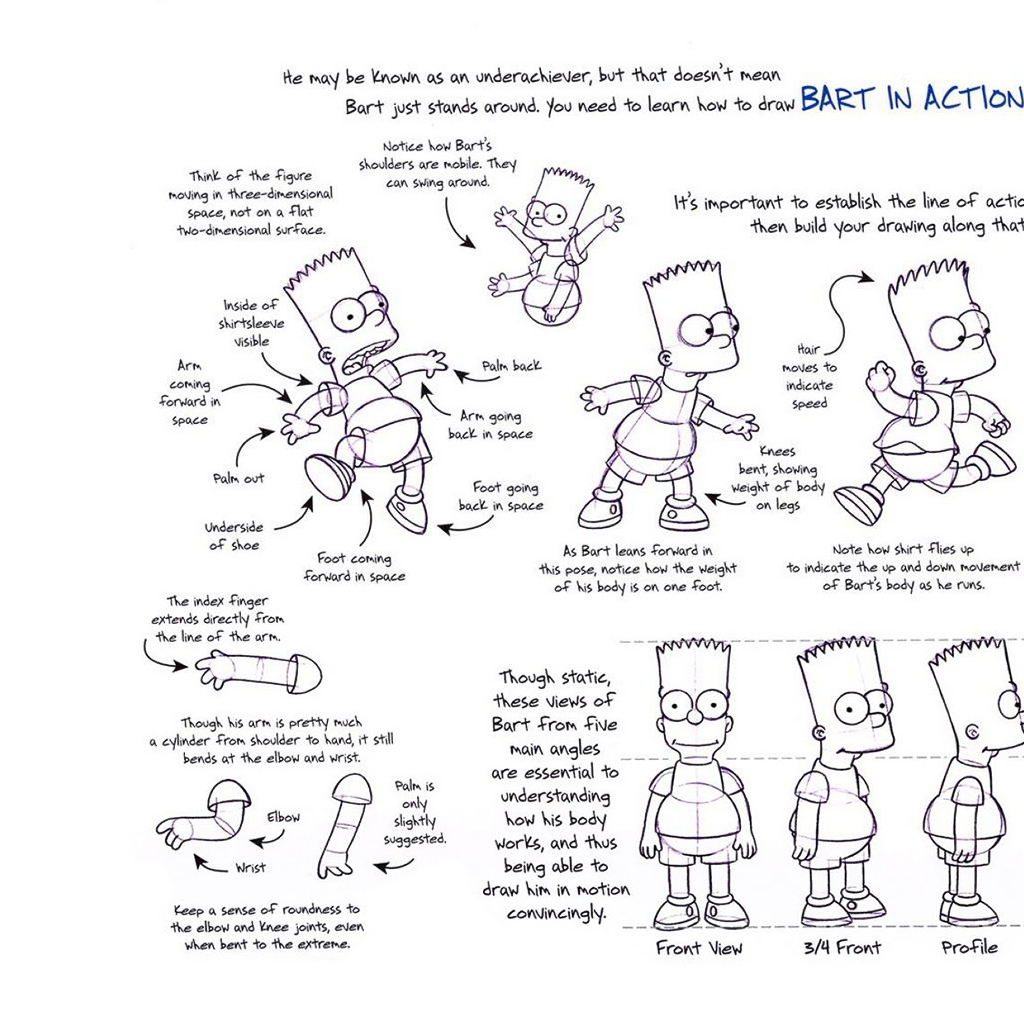 He may be known as an underachiever, but that doesn't mean
Bart just stands around. You need to learn how to draw BART IN ACTION
Notice how Bart's
shoulders are mobile. They
can swing around.
Think of the figure
moving in three-dimensional
space, not on a flat
two-dimensional surface.
It's important to establish the line of actio
then build your drawing along that
Inside of
shirtsleeve
visible
Arm
coming
forward in
space
Palm out
Underside
of shoe
Foot coming
forward in space
Palm back
Arm going
back in space
Foot going
back in space
Knees
bent, showing
weight of body
on legs
As Bart leans forward in
this pose, notice how the weight
of his body is on one foot.
Hair
moves to
indicate
speed
Note how shirt flies up
to indicate the up and down movement
of Bart's body as he runs.
The index finger
extends directly from
the line of the arm.
Though his arm is pretty much
a cylinder from shoulder to hand, it still
bends at the elbow and wrist.
Elbow
Wrist
Palm is
only
slightly
suggested.
Keep a sense of roundness to
the elbow and knee joints, even
when bent to the extreme.
Though static,
these views of
Bart from five
main angles
are essential to
understanding
how his body
works, and thus
being able to
draw him in motion
convincingly.
Front View
3/4 Front
Profile